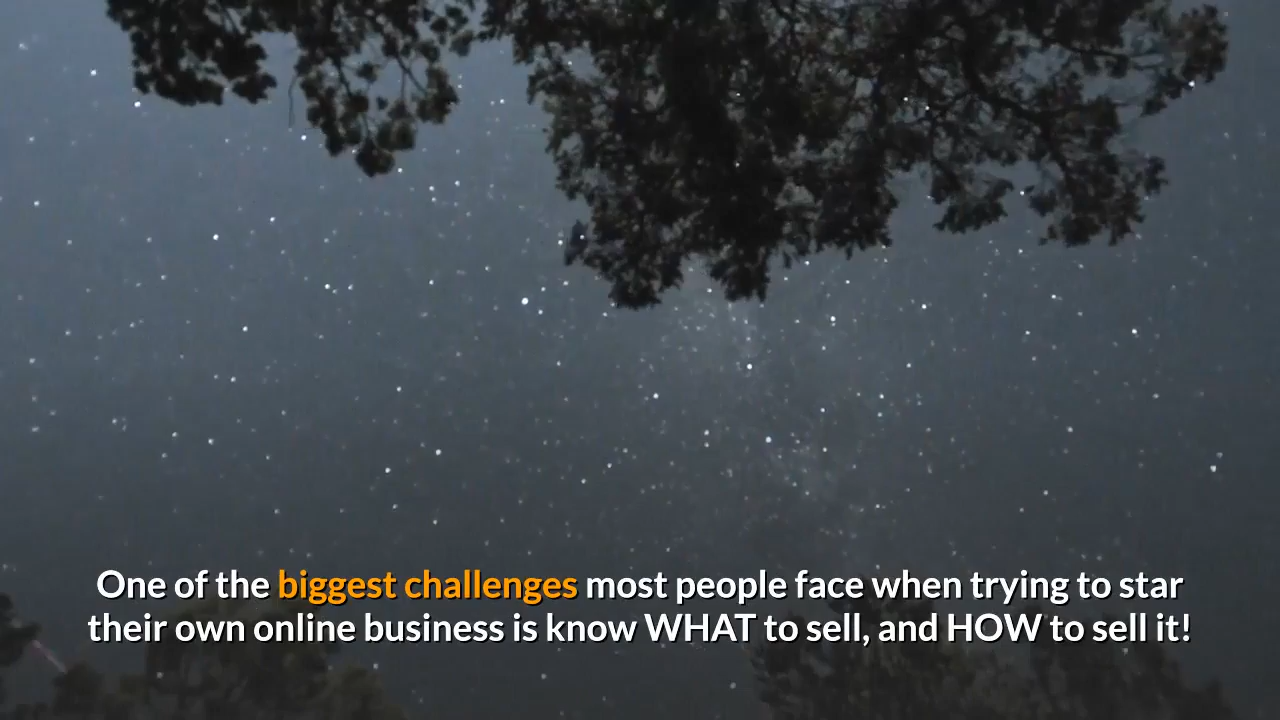 One of the biggest challenges most people face when trying to star
their own online business is know WHAT to sell, and HOW to sell it!